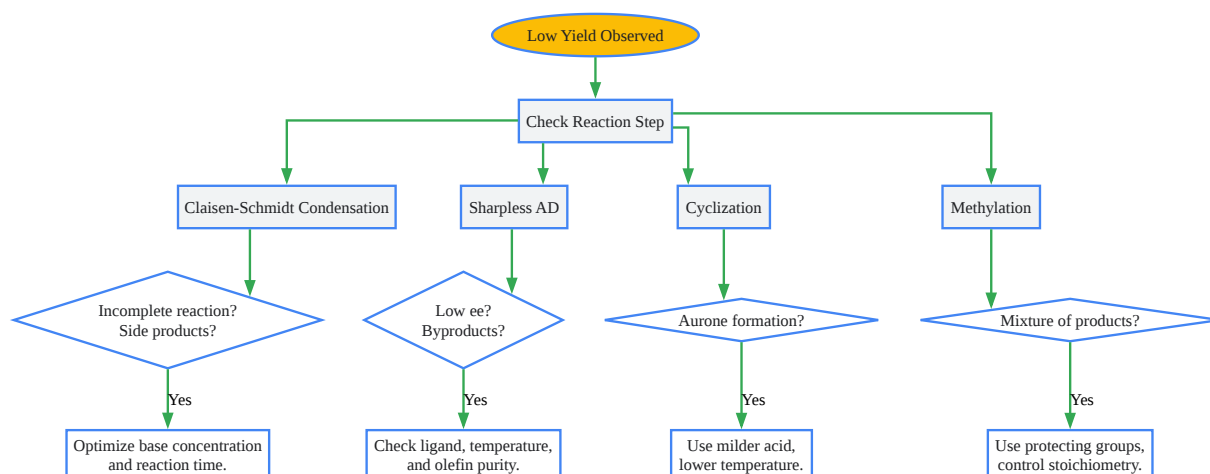 Low Yield Observed
Check Reaction Step
Claisen-Schmidt Condensation
Sharpless AD
Cyclization
Methylation
Incomplete reaction?
Side products?
Low ee?
Byproducts?
Aurone formation?
Mixture of products?
Yes
Yes
Yes
Yes
Optimize base concentration
and reaction time.
Check ligand, temperature,
and olefin purity.
Use milder acid,
lower temperature.
Use protecting groups,
control stoichiometry.